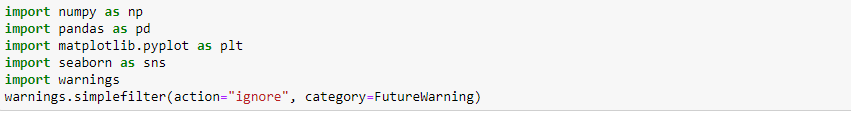 import numpy as np
import pandas as pd
import matplotlib.pyplot as plt
import seaborn as sns
import warnings
warnings.simplefilter(action="ignore", category=FutureWarning)